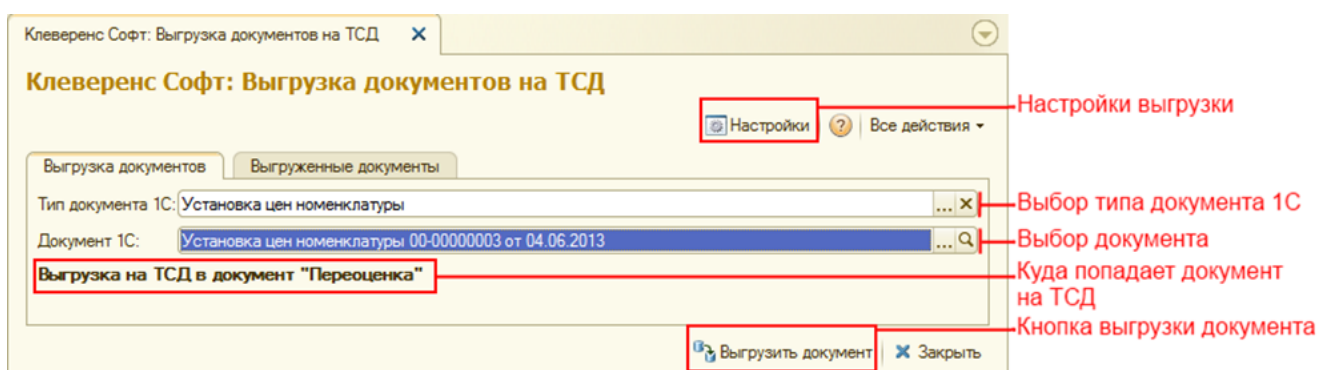 Клеверенс Софт: Выгрузка документов на ТСД
Клеверенс Софт: Выгрузка документов на ТСД
Настройки
?
Все действия
Настройки выгрузки
Выгрузка документов
Выгруженные документы
Тип документа 1С: Установка цен номенклатуры ...
Выбор типа документа 1С
Документ 1С: Установка цен номенклатуры 00-00000003 от 04.06.2013 ...
Выбор документа
Выгрузка на ТСД в документ "Переоценка"
Куда попадает документ
на ТСД
Кнопка выгрузки документа
Выгрузить документ
Закрыть